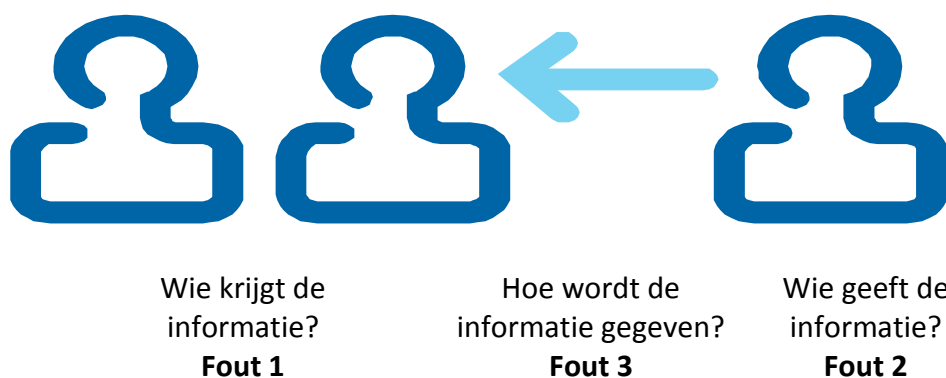 Wie krijgt de
informatie?
Fout 1
Hoe wordt de
informatie gegeven?
Fout 3
Wie geeft de
informatie?
Fout 2